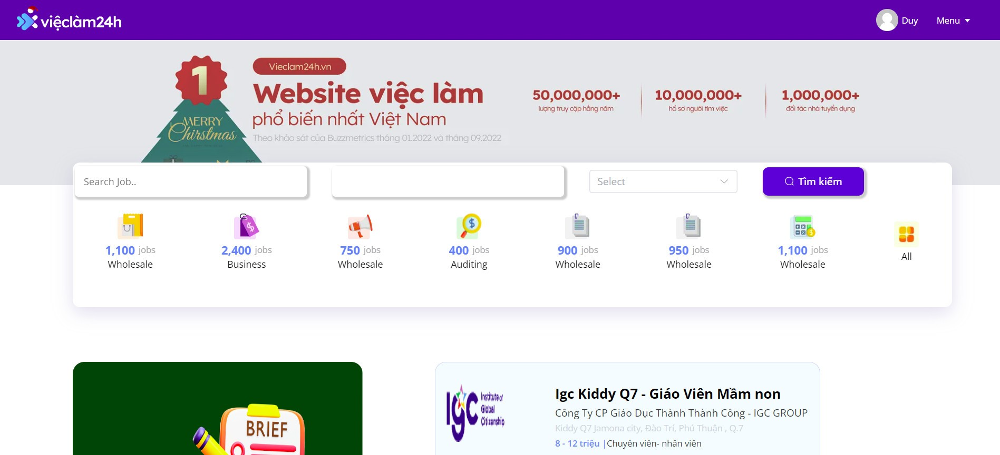 việclàm24h
Duy
Menu
1
Vieclam24h.vn
Website việc làm
phổ biến nhất Việt Nam
Theo khảo sát của Buzzmetrics tháng 01.2022 và tháng 09.2022
MERRY
Chirstmas
50,000,000+
lượng truy cập hằng năm
10,000,000+
hồ sơ người tìm việc
1,000,000+
đối tác nhà tuyển dụng
Search Job..
Select
Tìm kiếm
1,100 jobs
Wholesale
2,400 jobs
Business
750 jobs
Wholesale
400 jobs
Auditing
900 jobs
Wholesale
950 jobs
Wholesale
1,100 jobs
Wholesale
All
BRIEF
Igc
Institute of
Global
Citizenship
Igc Kiddy Q7 - Giáo Viên Mầm non
Công Ty CP Giáo Dục Thành Thành Công - IGC GROUP
Kiddy Q7 Jamona city, Đào Trí, Phú Thuận , Q.7
8 - 12 triệu |Chuyên viên- nhân viên